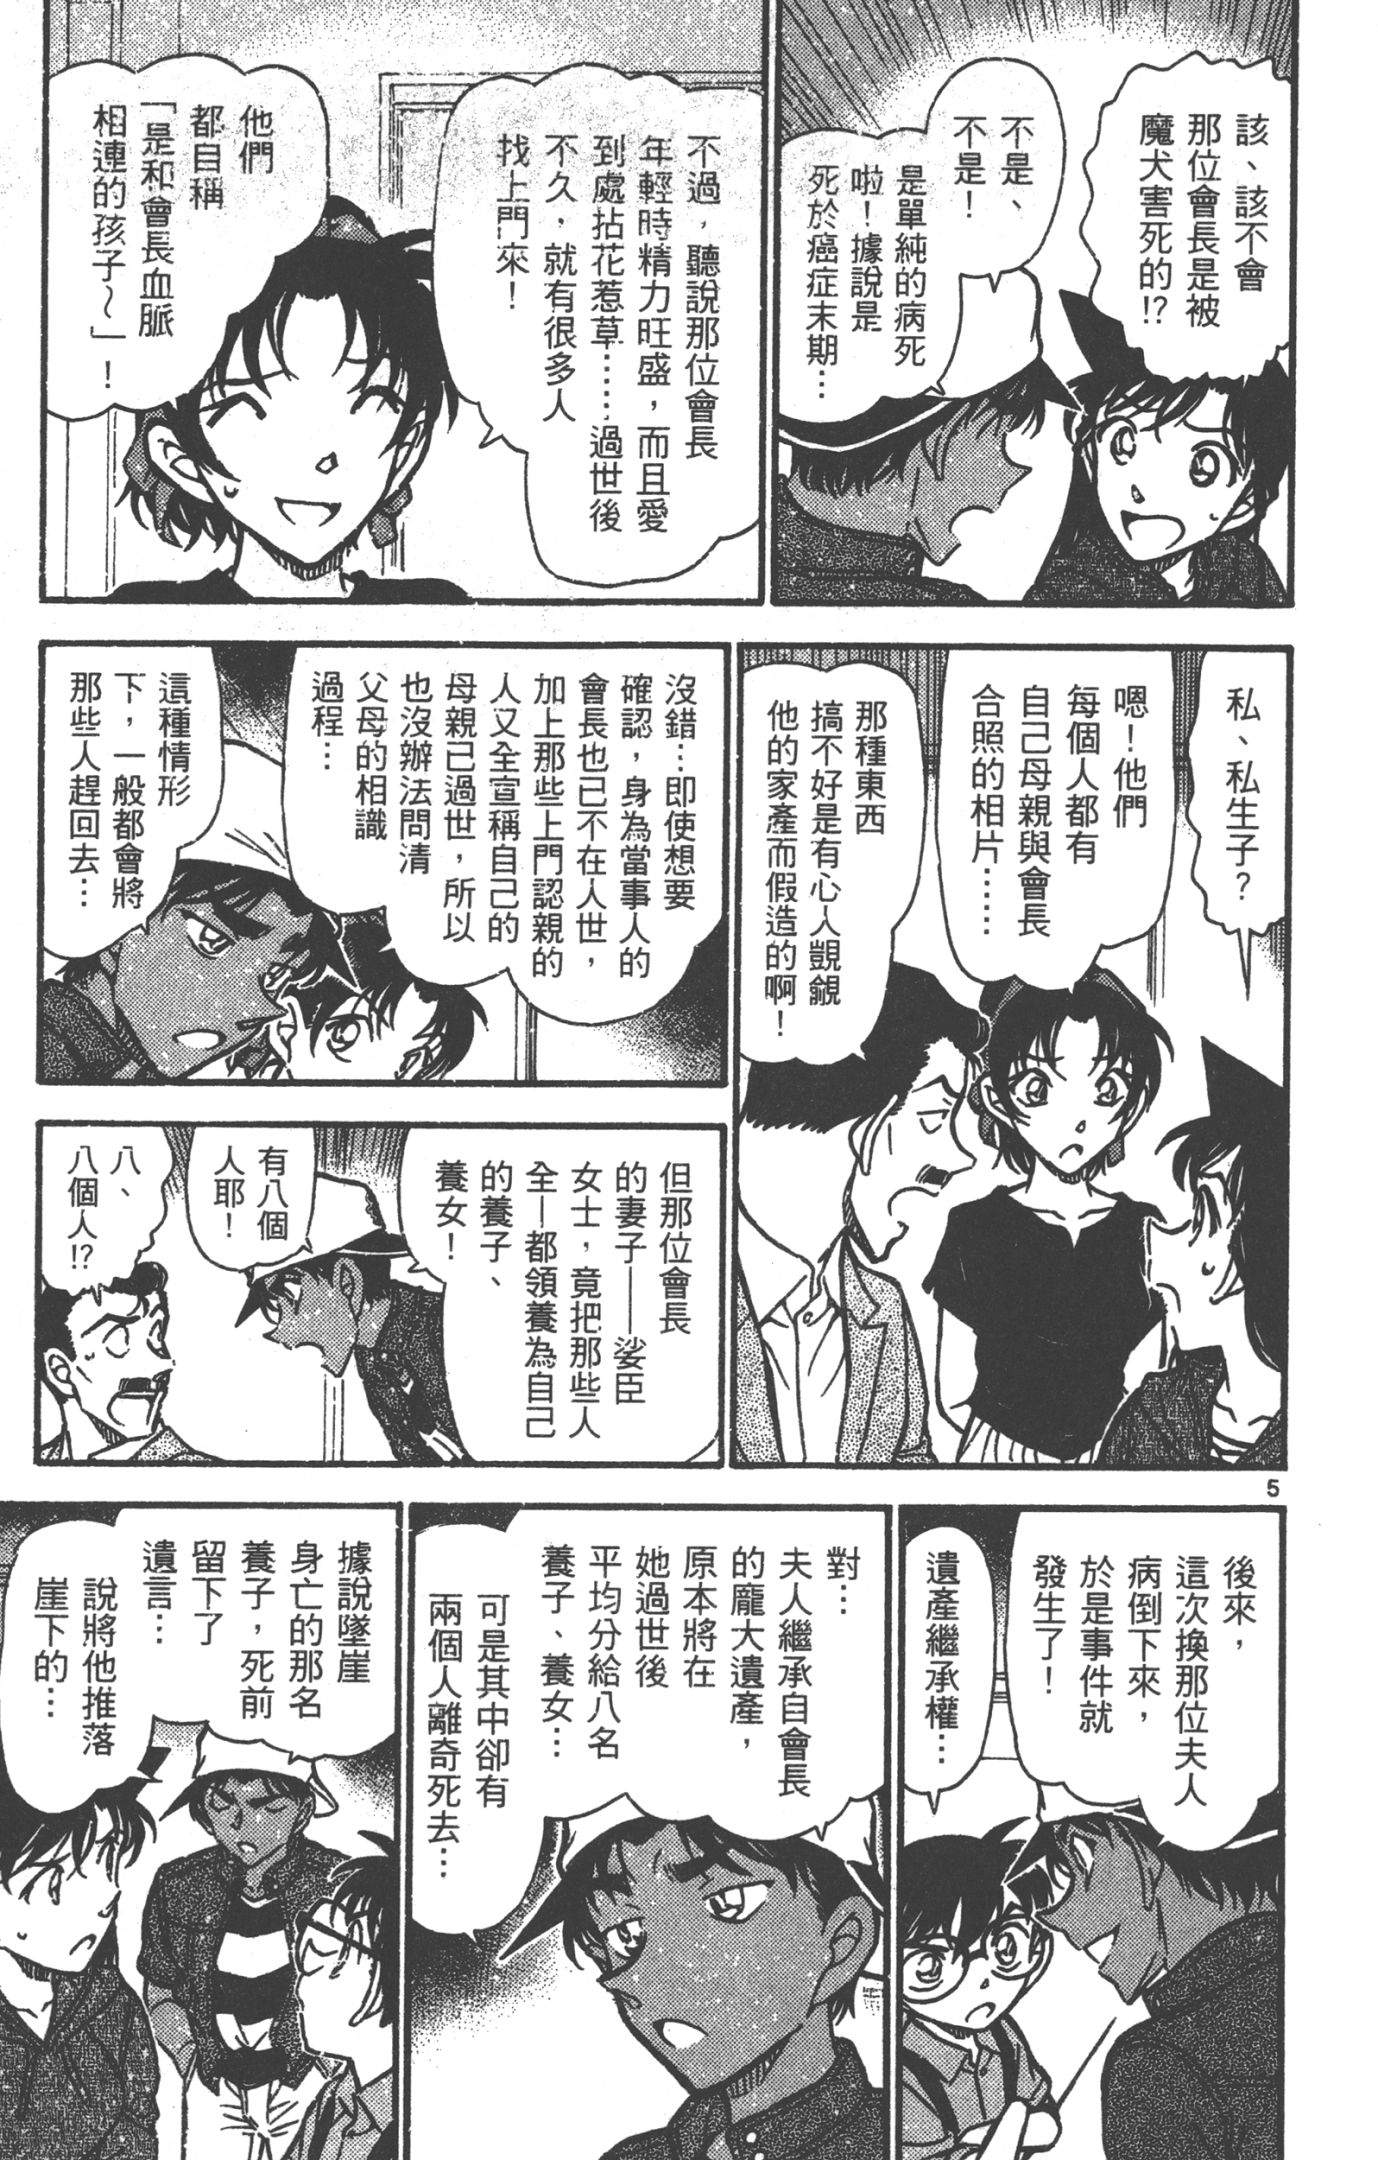 該、該不會
那位會長是被
魔犬害死的!?
不是、
不是！
是單純的病死
啦！據說是
死於癌症末期…
不過，聽說那位會長
年輕時精力旺盛，而且愛
到處拈花惹草……過世後
不久，就有很多人
找上門來！
他們
都自稱
「是和會長血脈
相連的孩子～」！
私、私生子？
嗯！他們
每個人都有
自己母親與會長
合照的相片……
那種東西
搞不好是有心人覬覦
他的家產而假造的啊！
沒錯…即使想要
確認，身為當事人的
會長也已不在人世，
加上那些上門認親的
人又全宣稱自己的
母親已過世，所以
也沒辦法問清
父母的相識
過程…
這種情形
下，一般都會將
那些人趕回去…
但那位會長
的妻子——娑臣
女士，竟把那些人
全—都領養為自己
的養子、
養女！
有八個
人耶！
八、
八個人!?
5
後來，
這次換那位夫人
病倒下來，
於是事件就
發生了！
遺產繼承權…
對…
夫人繼承自會長
的龐大遺產，
原本將在
她過世後
平均分給八名
養子、養女…
可是其中卻有
兩個人離奇死去…
據說墜崖
身亡的那名
養子，死前
留下了
遺言…
說將他推落
崖下的…